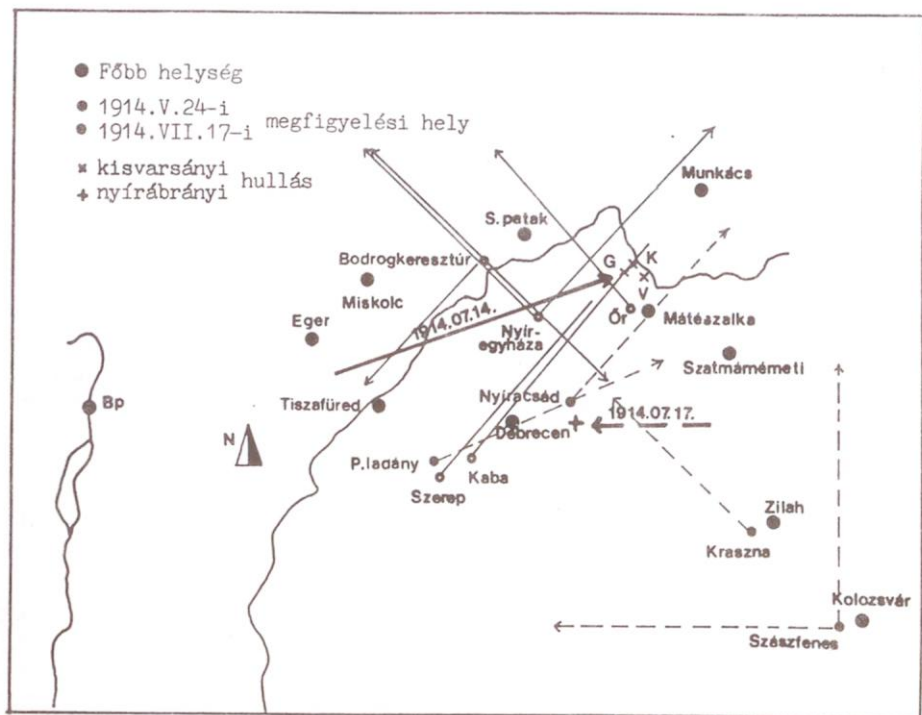 Főbb helység
1914.V.24-i
1914.VII.17-i megfigyelési hely
kisvarsányi
nyírábrányi hullás
Munkács
S.patak
G K
Bodrogkeresztúr
V
Miskolc
1914.07.14.
Őr
Mátészalka
Eger
Nyír-
egyháza
Szatmárnémeti
Nyíracsád
Tiszafüred
Bp
1914.07.17.
Debrecen
N
P.ladány
Kaba
Szerep
Zilah
Kraszna
Kolozsvár
Szászfenes